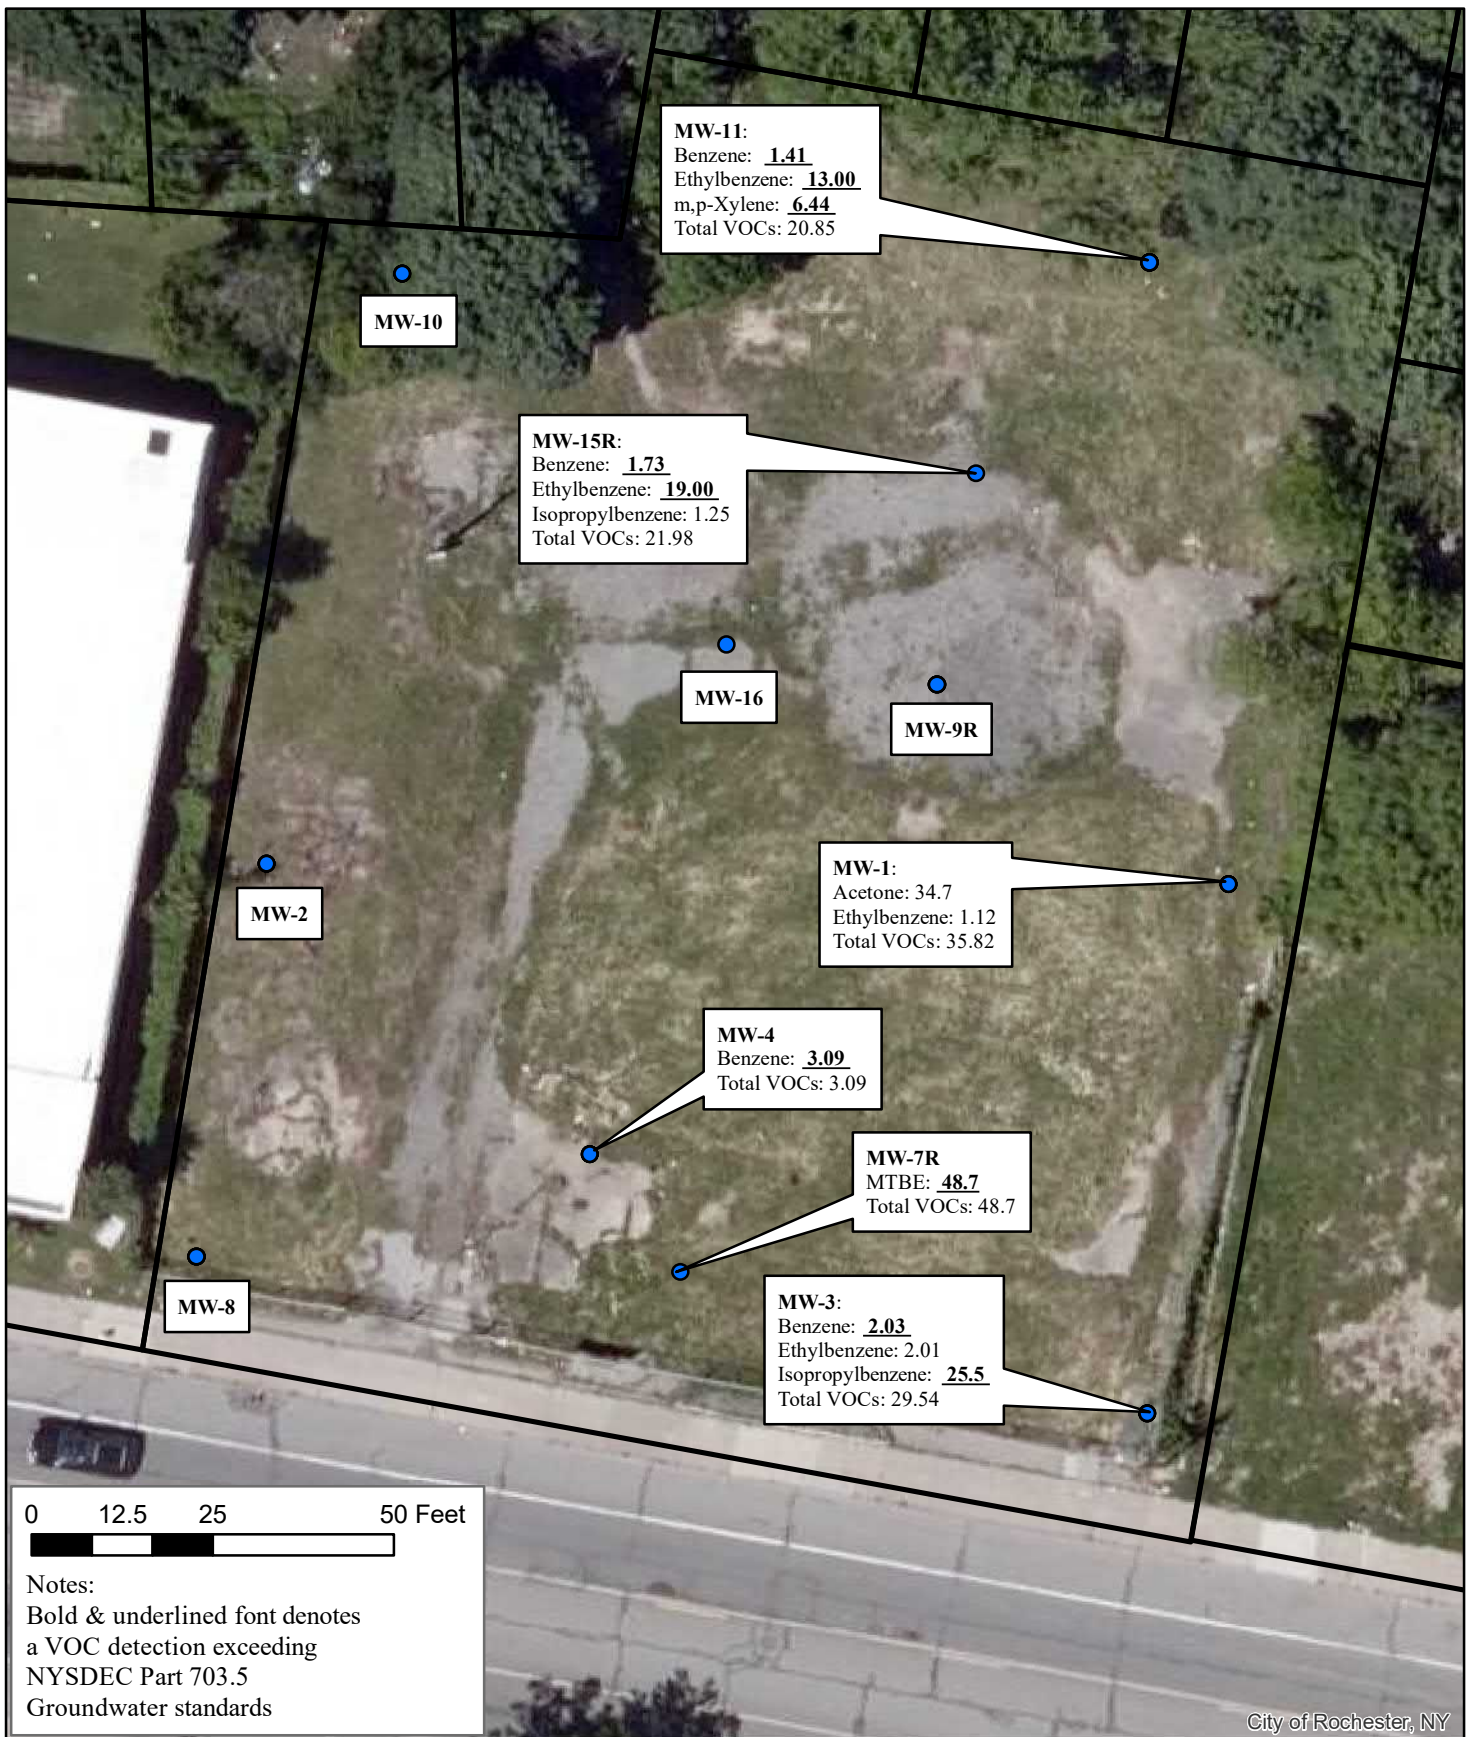 MW-11:
Benzene: 1.41
Ethylbenzene: 13.00
m,p-Xylene: 6.44
Total VOCs: 20.85
MW-10
MW-15R:
Benzene: 1.73
Ethylbenzene: 19.00
Isopropylbenzene: 1.25
Total VOCs: 21.98
MW-16
MW-9R
MW-1:
Acetone: 34.7
Ethylbenzene: 1.12
Total VOCs: 35.82
MW-2
MW-4
Benzene: 3.09
Total VOCs: 3.09
MW-7R
MTBE: 48.7
Total VOCs: 48.7
MW-8
MW-3:
Benzene: 2.03
Ethylbenzene: 2.01
Isopropylbenzene: 25.5
Total VOCs: 29.54
0 12.5 25 50 Feet
Notes:
Bold & underlined font denotes
a VOC detection exceeding
NYSDEC Part 703.5
Groundwater standards
City of Rochester, NY